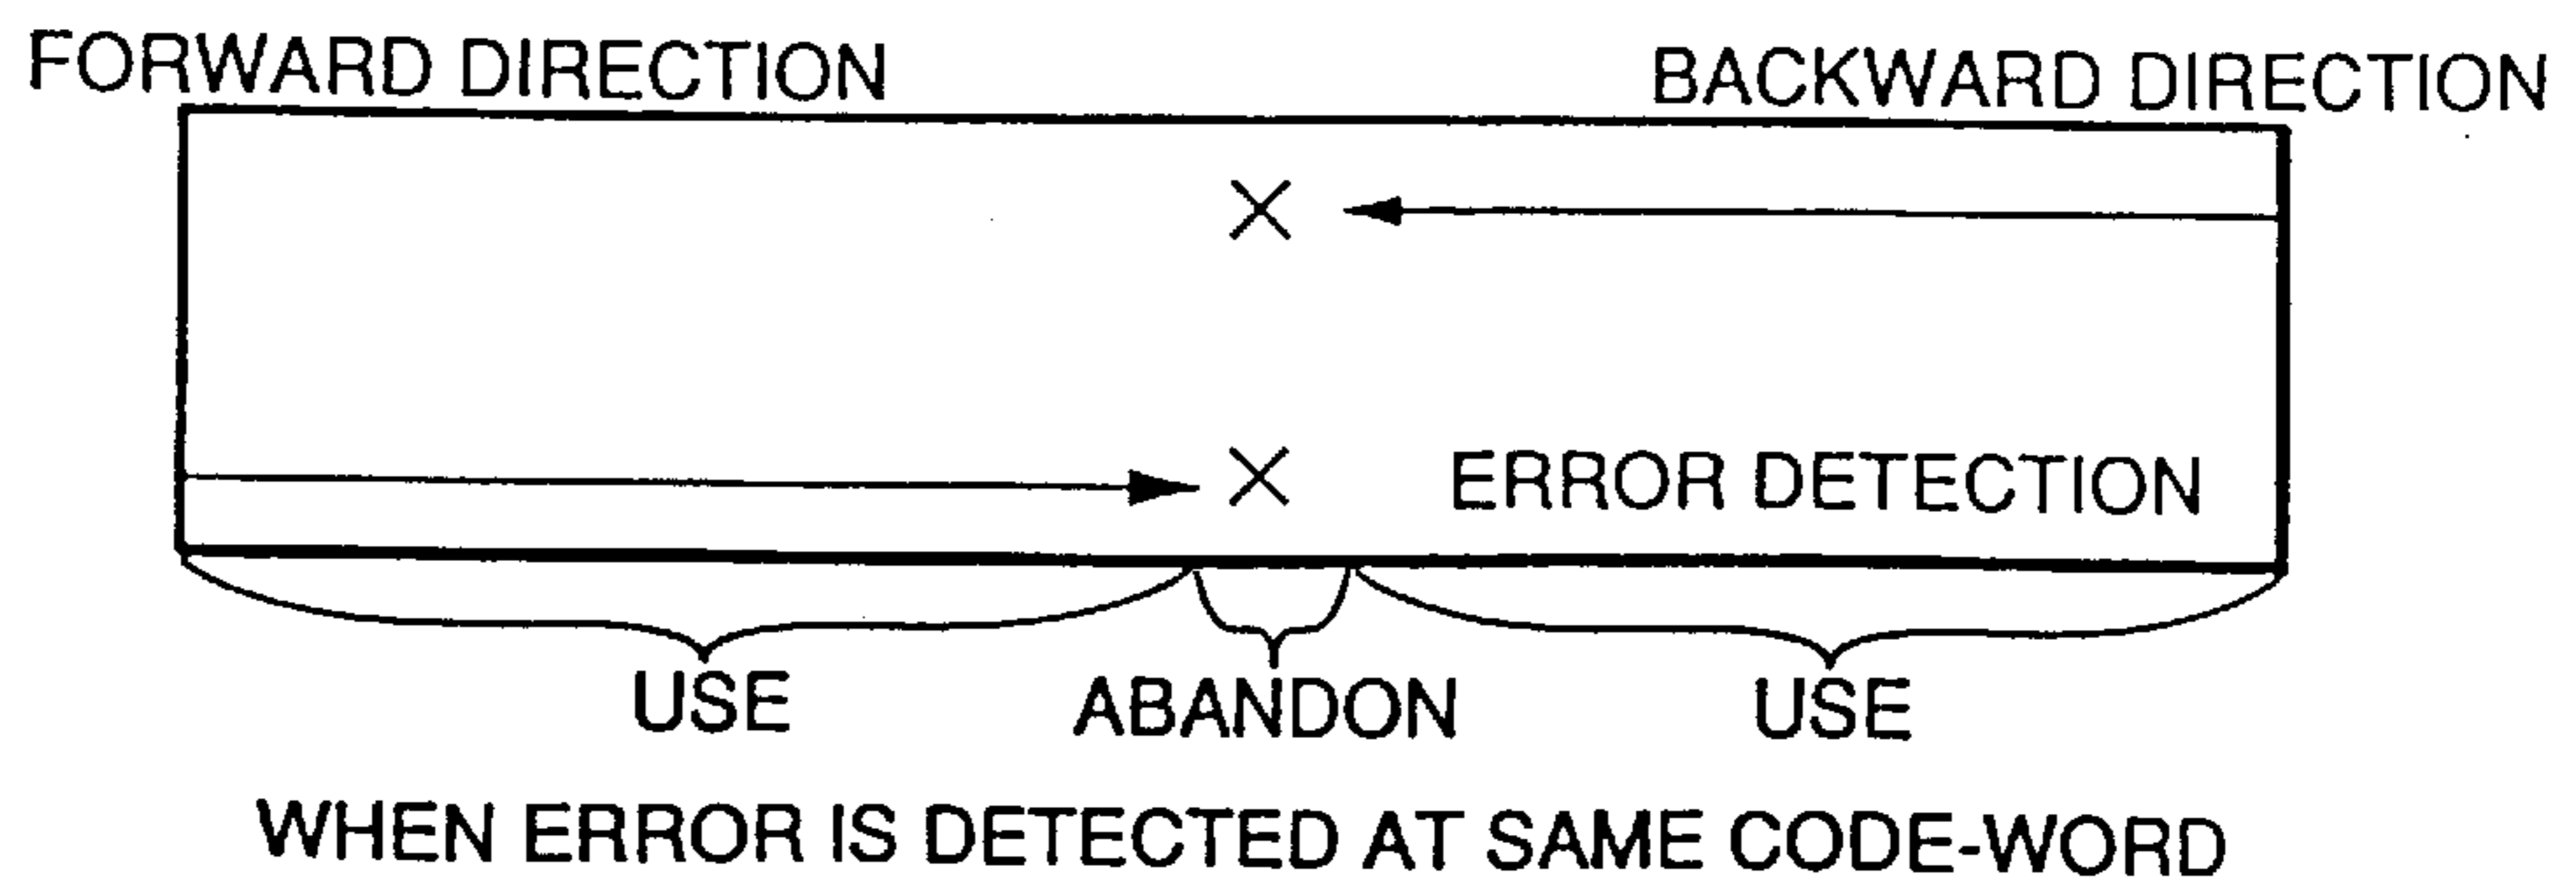 FORWARD DIRECTION
BACKWARD DIRECTION
ERROR DETECTION
USE
ABANDON
USE
WHEN ERROR IS DETECTED AT SAME CODE-WORD